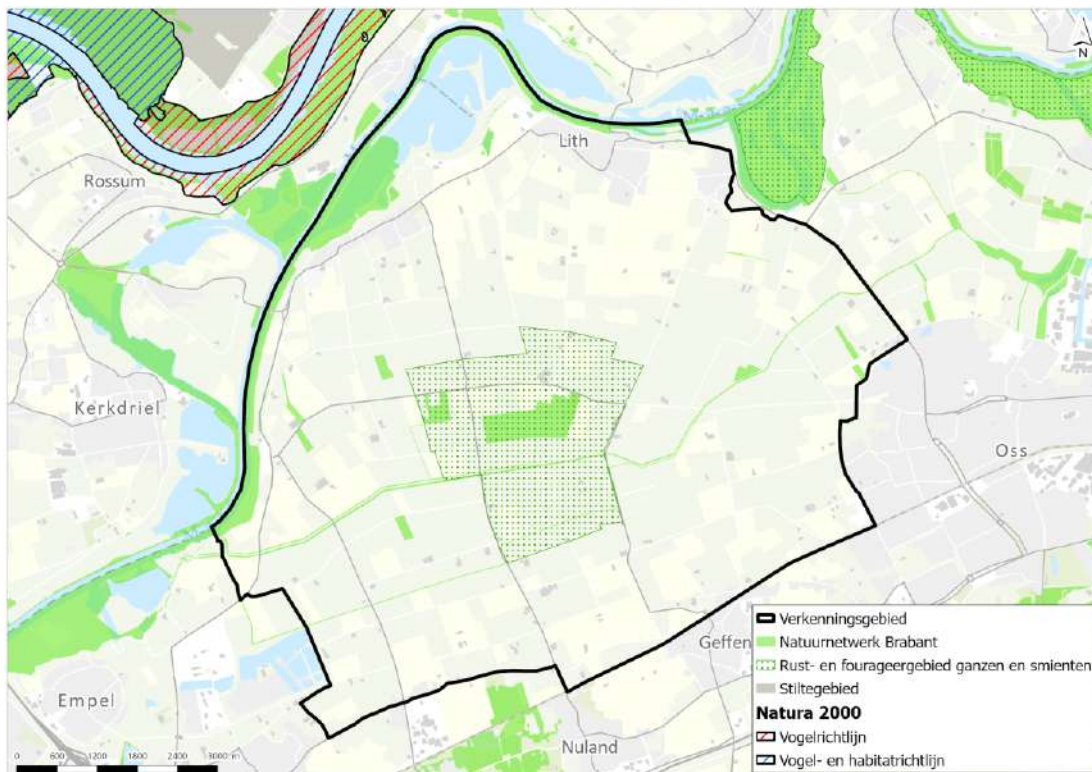 N
Lith
Rossum
Kerkdriel
Oss
Geffen
Empel
Nuland
0 600 1200 1800 2400 3000 m
Verkenningsgebied
Natuurnetwerk Brabant
Rust- en fourageergebied ganzen en smienten
Stiltegebied
Natura 2000
Vogelrichtlijn
Vogel- en habitatrichtlijn